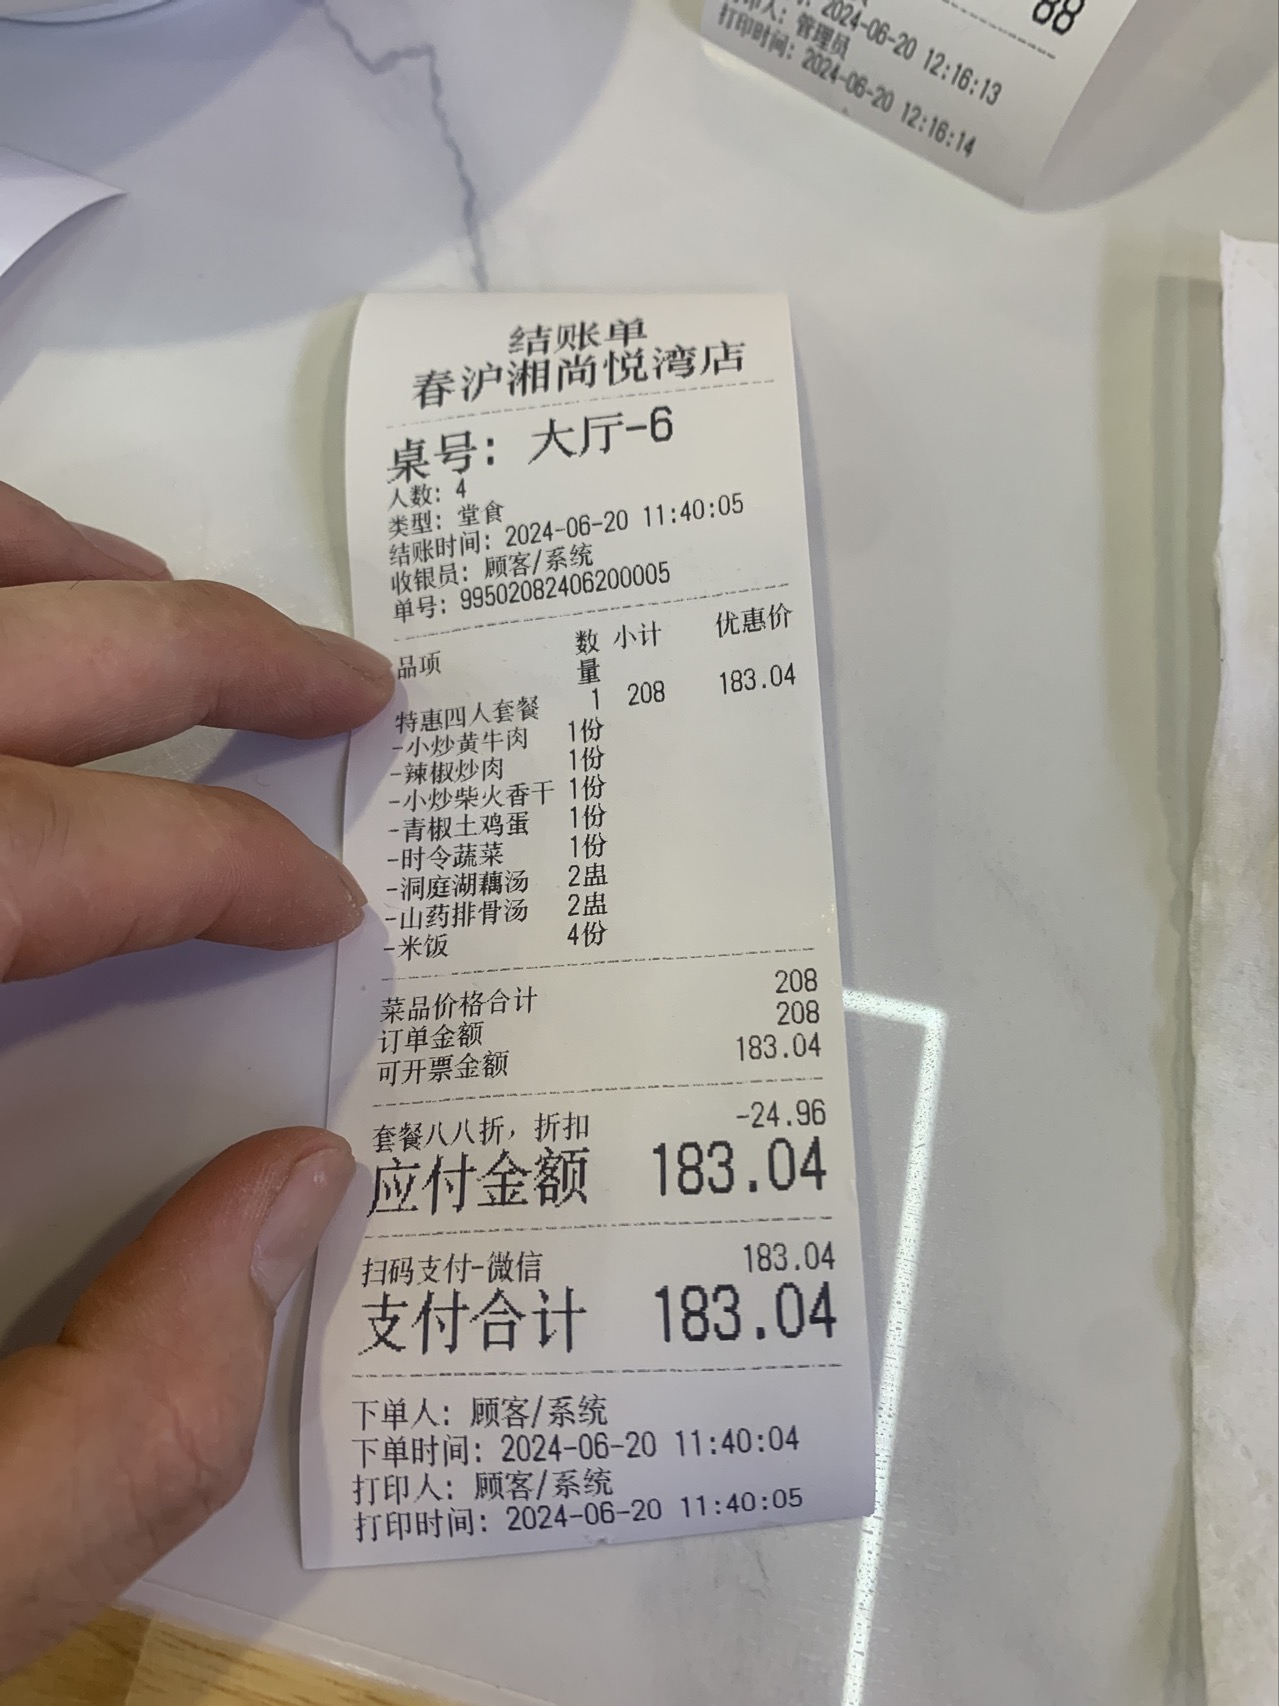 88
2024-06-20 12:16:13
打印人: 管理员
打印时间: 2024-06-20 12:16:14
结账单
春沪湘尚悦湾店
桌号: 大厅-6
人数: 4
类型: 堂食
结账时间: 2024-06-20 11:40:05
收银员: 顾客/系统
单号: 99502082406200005
品项 数量 小计 优惠价
特惠四人套餐 1 208 183.04
-小炒黄牛肉 1份
-辣椒炒肉 1份
-小炒柴火香干 1份
-青椒土鸡蛋 1份
-时令蔬菜 1份
-洞庭湖藕汤 2盅
-山药排骨汤 2盅
-米饭 4份
菜品价格合计 208
订单金额 208
可开票金额 183.04
套餐八八折, 折扣 -24.96
应付金额 183.04
扫码支付-微信 183.04
支付合计 183.04
下单人: 顾客/系统
下单时间: 2024-06-20 11:40:04
打印人: 顾客/系统
打印时间: 2024-06-20 11:40:05